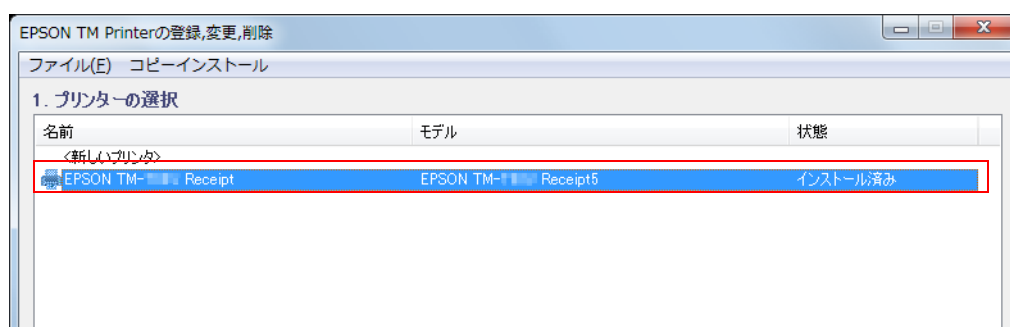 EPSON TM Printerの登録,変更,削除
ファイル(F) コピーインストール
1. プリンターの選択
名前 モデル 状態
<新しいプリンタ>
EPSON TM- Receipt EPSON TM- Receipt5 インストール済み